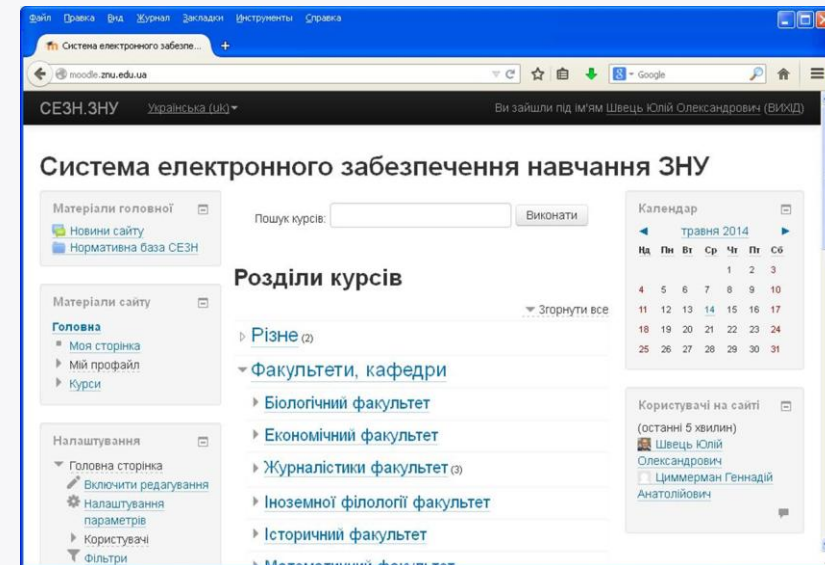 Файл Правка Вид Журнал Закладки Инструменты Справка
Система електронного забезпе... +
moodle.znu.edu.ua
Google
СЕЗН.ЗНУ Українська (uk)
Ви зайшли під ім'ям Швець Юлій Олександрович (ВИХІД)
Система електронного забезпечення навчання ЗНУ
Матеріали головної
Новини сайту
Нормативна база СЕЗН
Матеріали сайту
Головна
Моя сторінка
Мій профайл
Курси
Налаштування
Головна сторінка
Включити редагування
Налаштування
параметрів
Користувачі
Фільтри
Пошук курсів:
Виконати
Розділи курсів
Згорнути все
Різне (2)
Факультети, кафедри
Біологічний факультет
Економічний факультет
Журналістики факультет (3)
Іноземної філології факультет
Історичний факультет
Математичний факультет
Календар
травня 2014
Нд Пн Вт Ср Чт Пт Сб
1 2 3
4 5 6 7 8 9 10
11 12 13 14 15 16 17
18 19 20 21 22 23 24
25 26 27 28 29 30 31
Користувачі на сайті
(останні 5 хвилин)
Швець Юлій
Олександрович
Циммерман Геннадій
Анатолійович